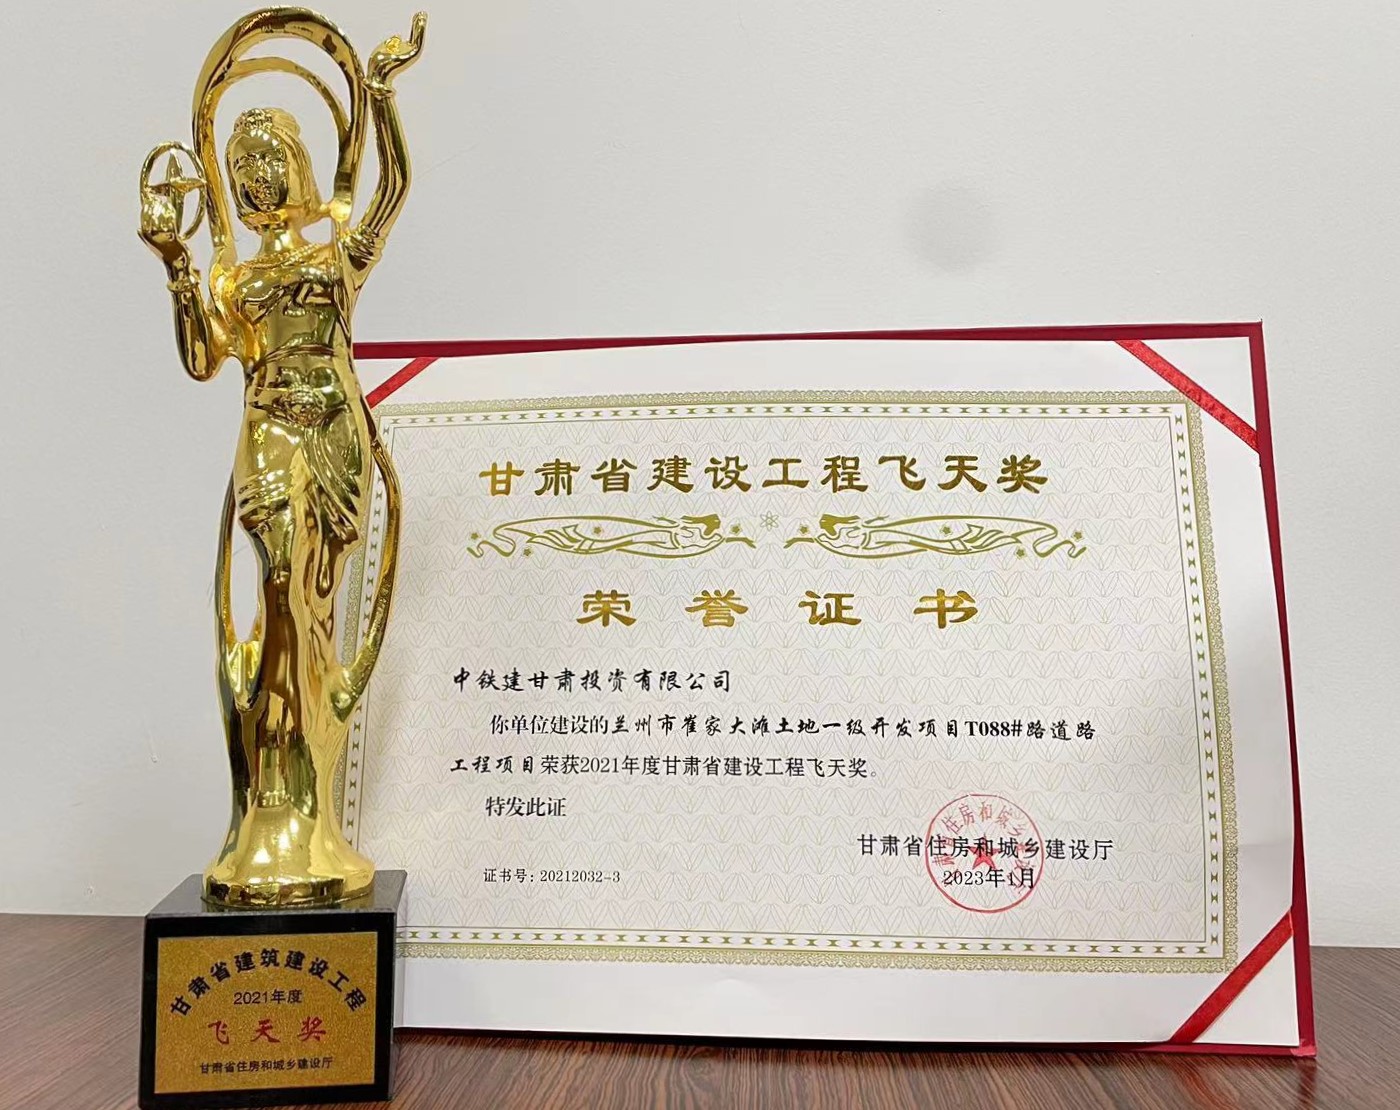 甘肃省建设工程飞天奖
荣誉证书
中铁建甘肃投资有限公司
你单位建设的兰州市崔家大滩土地一级开发项目T088#路道路
工程项目荣获2021年度甘肃省建设工程飞天奖。
特发此证
甘肃省住房和城乡建设厅
证书号: 20212032-3
2023年1月
甘肃省建筑建设工程
2021年度
飞天奖
甘肃省住房和城乡建设厅